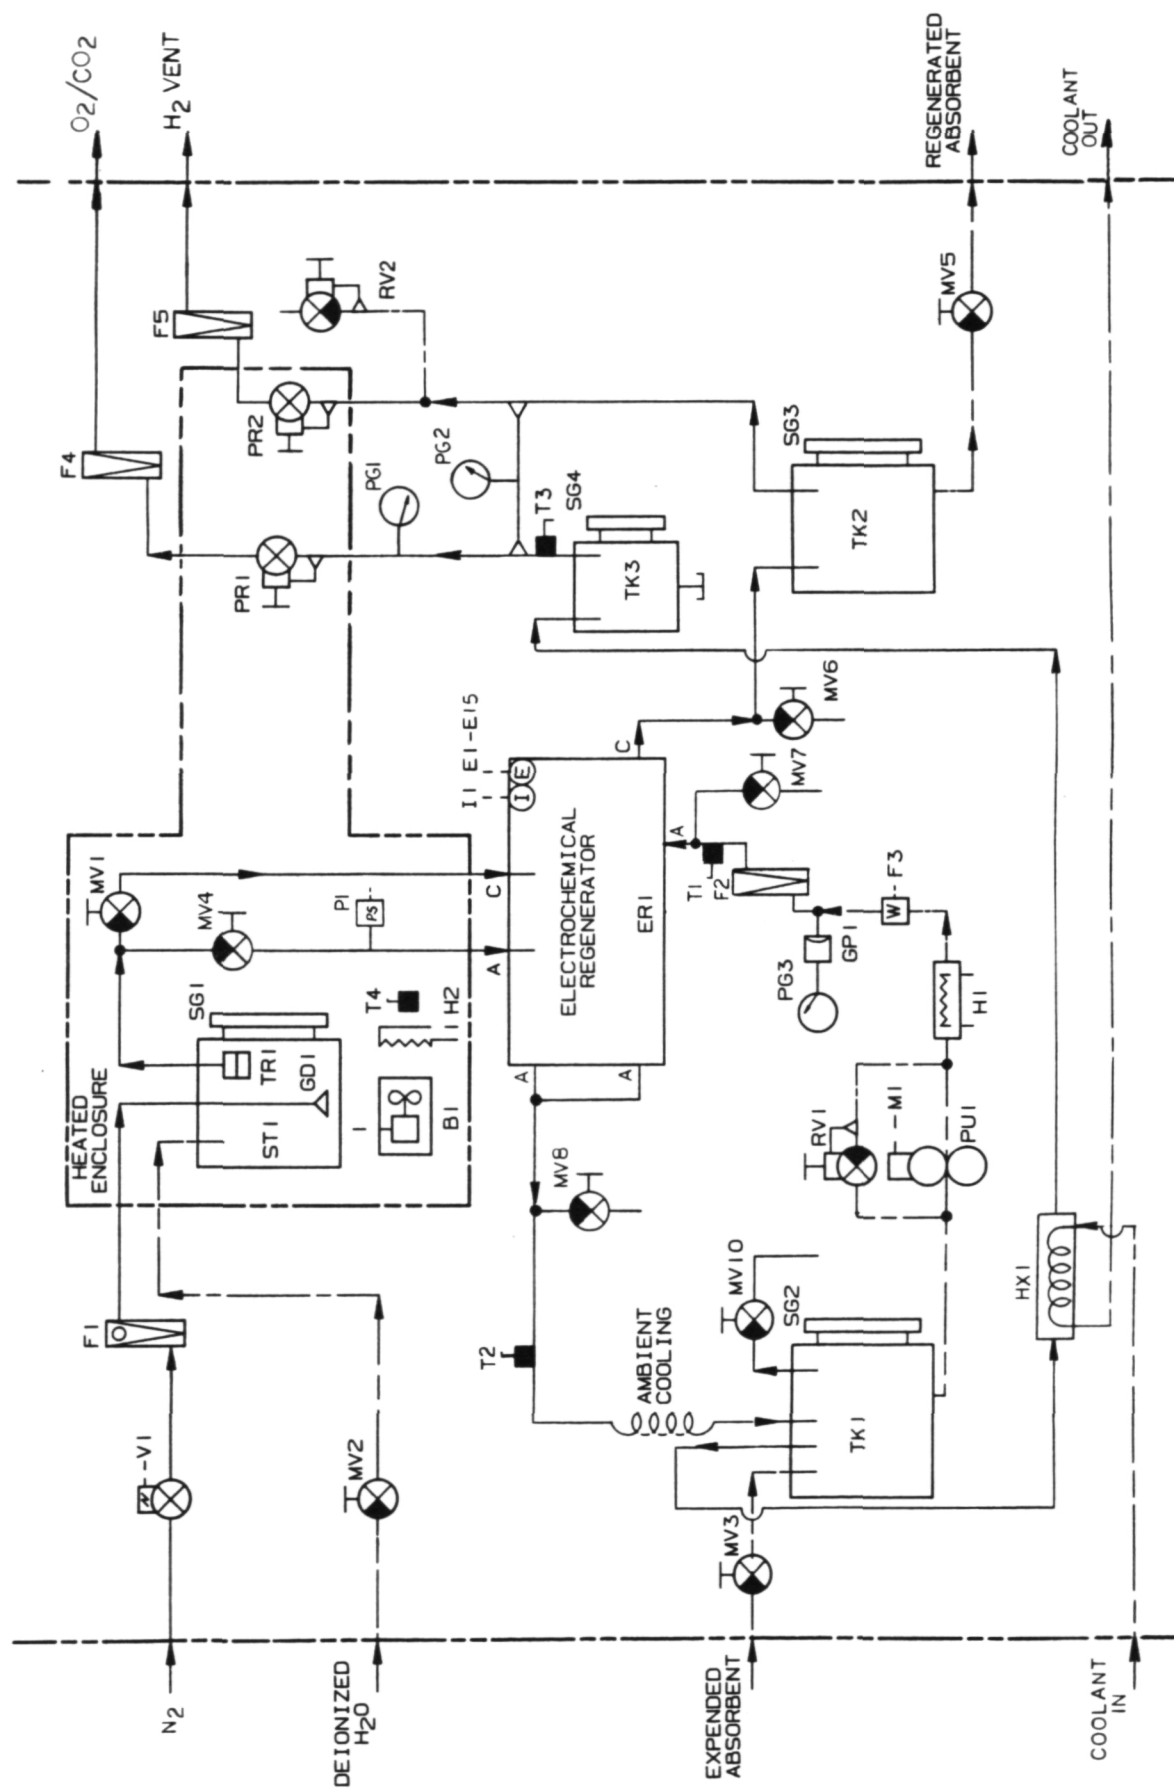 O2/CO2
H2 VENT
REGENERATED
ABSORBENT
COOLANT
OUT
F4
F5
RV2
MV5
PR2
PR1
PG1
PG2
T3
SG4
TK3
SG3
TK2
HEATED
ENCLOSURE
MV1
MV4
P1
PS
SG1
TR1
GD1
ST1
T4
H2
B1
I
C
A
I1
E1-E15
I
E
ELECTROCHEMICAL
REGENERATOR
ER1
C
A
A
A
MV6
MV7
T1
F2
F3
W
GP1
PG3
H1
MV8
RV1
M1
PU1
F1
V1
MV2
T2
AMBIENT
COOLING
MV10
SG2
TK1
MV3
HX1
N2
DEIONIZED
H2O
EXPENDED
ABSORBENT
COOLANT
IN